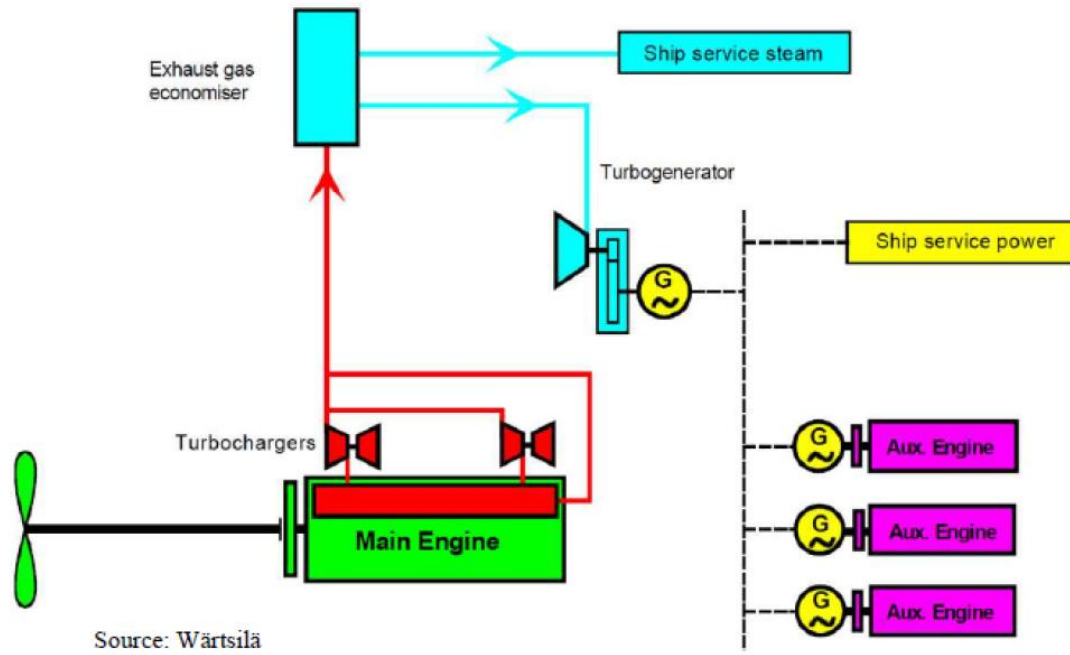 Exhaust gas
economiser
Ship service steam
Turbogenerator
Ship service power
G
Turbochargers
Main Engine
G
Aux. Engine
G
Aux. Engine
G
Aux. Engine
Source: Wärtsilä